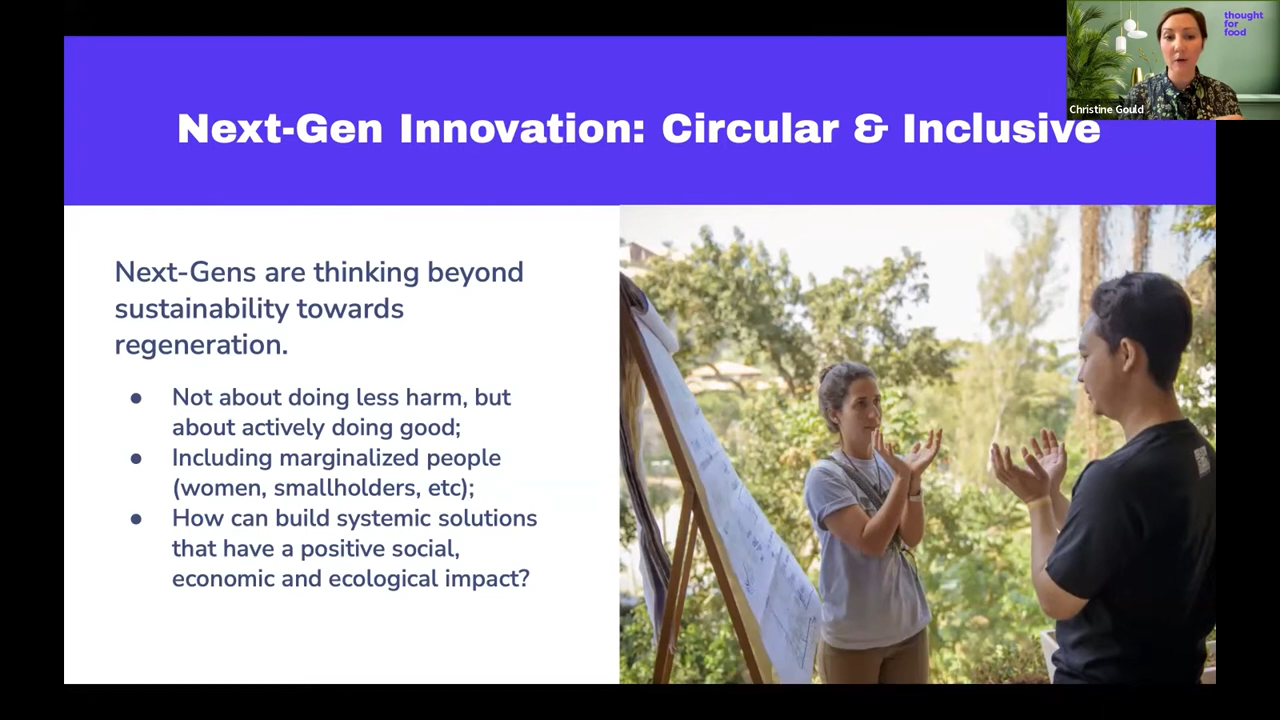 thought
for
food
Christine Gould
Next-Gen Innovation: Circular & Inclusive
Next-Gens are thinking beyond
sustainability towards
regeneration.
● Not about doing less harm, but
about actively doing good;
● Including marginalized people
(women, smallholders, etc);
● How can build systemic solutions
that have a positive social,
economic and ecological impact?